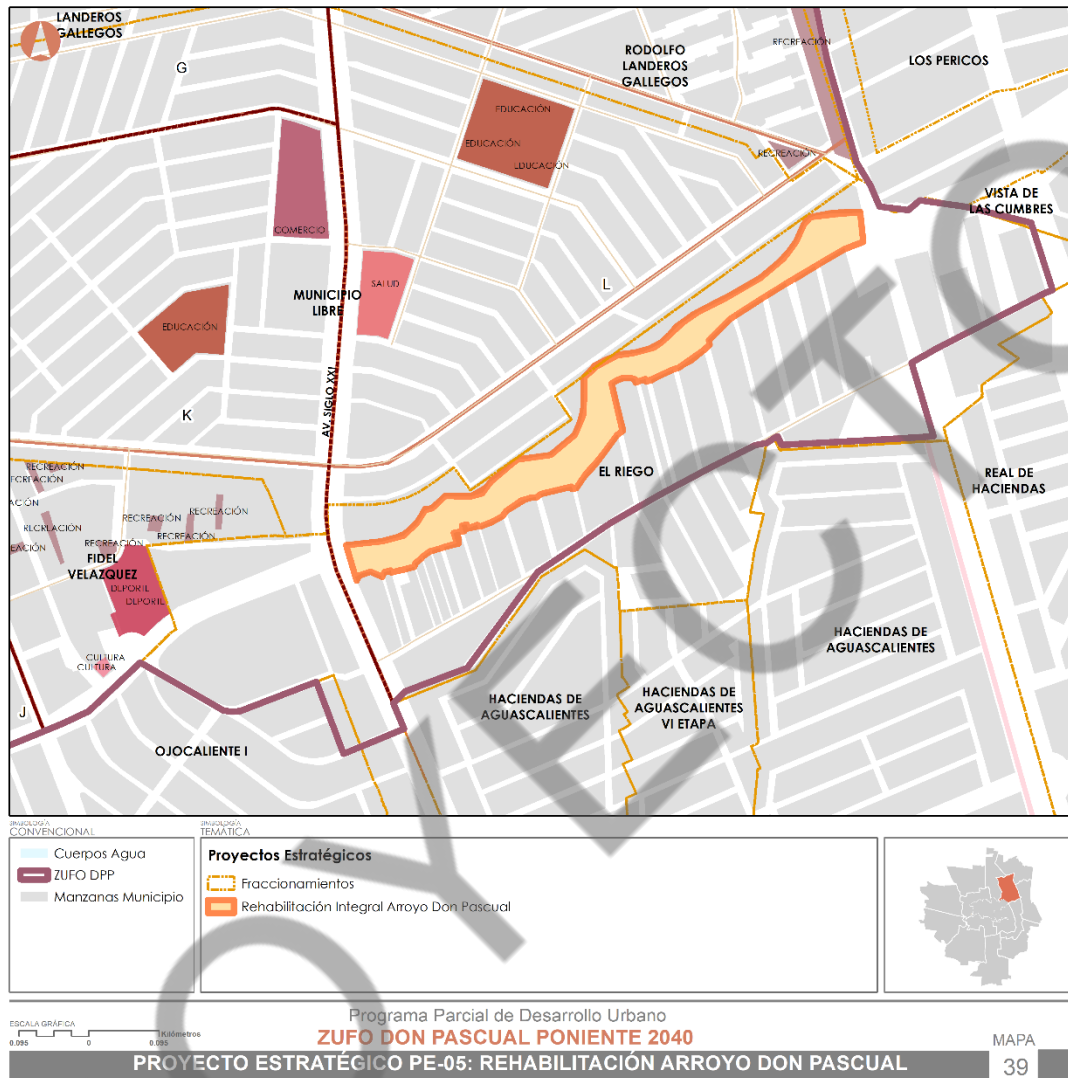 LANDEROS
GALLEGOS
G
RODOLFO
LANDEROS
GALLEGOS
RECREACIÓN
LOS PERICOS
EDUCACIÓN
EDUCACIÓN
EDUCACIÓN
RECREACIÓN
VISTA DE
LAS CUMBRES
COMERCIO
MUNICIPIO
LIBRE
SALUD
L
EDUCACIÓN
K
AV. SIGLO XXI
RECREACIÓN
ECREACIÓN
ACIÓN
RECREACIÓN
EACIÓN
RECREACIÓN
RECREACIÓN
RECREACIÓN
RECREACIÓN
FIDEL
VELAZQUEZ
DEPORTE
DEPORTE
CULTURA
CULTURA
EL RIEGO
REAL DE
HACIENDAS
HACIENDAS DE
AGUASCALIENTES
HACIENDAS DE
AGUASCALIENTES
VI ETAPA
HACIENDAS DE
AGUASCALIENTES
J
OJOCALIENTE I
OYECTO
SIMBOLOGÍA
CONVENCIONAL
Cuerpos Agua
ZUFO DPP
Manzanas Municipio
SIMBOLOGÍA
TEMÁTICA
Proyectos Estratégicos
Fraccionamientos
Rehabilitación Integral Arroyo Don Pascual
ESCALA GRÁFICA
Kilómetros
0.095 0 0.095
Programa Parcial de Desarrollo Urbano
ZUFO DON PASCUAL PONIENTE 2040
PROYECTO ESTRATÉGICO PE-05: REHABILITACIÓN ARROYO DON PASCUAL
MAPA
39